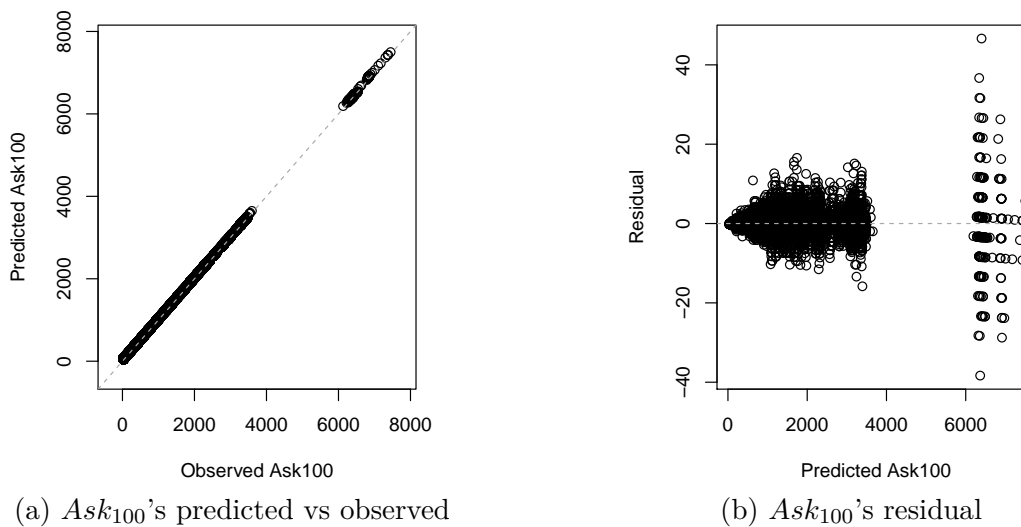 8000
6000
4000
2000
0
Predicted Ask100
0 2000 4000 6000 8000
Observed Ask100
(a) Ask100's predicted vs observed
40
20
0
−20
−40
Residual
0 2000 4000 6000
Predicted Ask100
(b) Ask100's residual